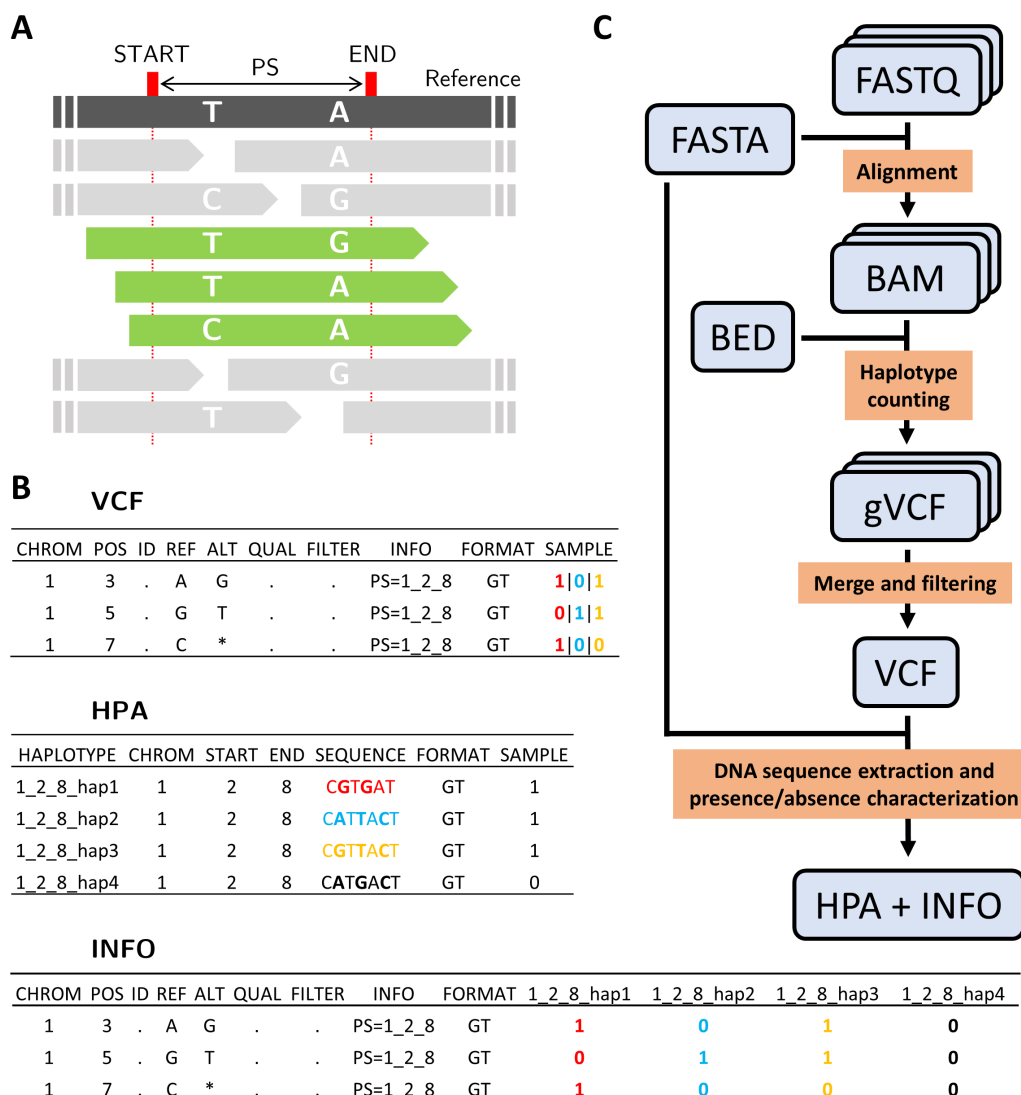 A
START
END
PS
Reference
T A
A
C G
T G
T A
C A
G
T
B
VCF
CHROM POS ID REF ALT QUAL FILTER INFO FORMAT SAMPLE
1 3 . A G . . PS=1_2_8 GT 1|0|1
1 5 . G T . . PS=1_2_8 GT 0|1|1
1 7 . C * . . PS=1_2_8 GT 1|0|0
HPA
HAPLOTYPE CHROM START END SEQUENCE FORMAT SAMPLE
1_2_8_hap1 1 2 8 CGTGAT GT 1
1_2_8_hap2 1 2 8 CATTACT GT 1
1_2_8_hap3 1 2 8 CGTTACT GT 1
1_2_8_hap4 1 2 8 CATGACT GT 0
INFO
CHROM POS ID REF ALT QUAL FILTER INFO FORMAT 1_2_8_hap1 1_2_8_hap2 1_2_8_hap3 1_2_8_hap4
1 3 . A G . . PS=1_2_8 GT 1 0 1 0
1 5 . G T . . PS=1_2_8 GT 0 1 1 0
1 7 . C * . . PS=1_2_8 GT 1 0 0 0
C
FASTQ
FASTA
Alignment
BAM
BED
Haplotype
counting
gVCF
Merge and filtering
VCF
DNA sequence extraction and
presence/absence characterization
HPA + INFO